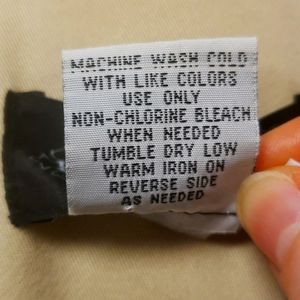 MACHINE WASH COLD
WITH LIKE COLORS
USE ONLY
NON-CHLORINE BLEACH
WHEN NEEDED
TUMBLE DRY LOW
WARM IRON ON
REVERSE SIDE
AS NEEDED